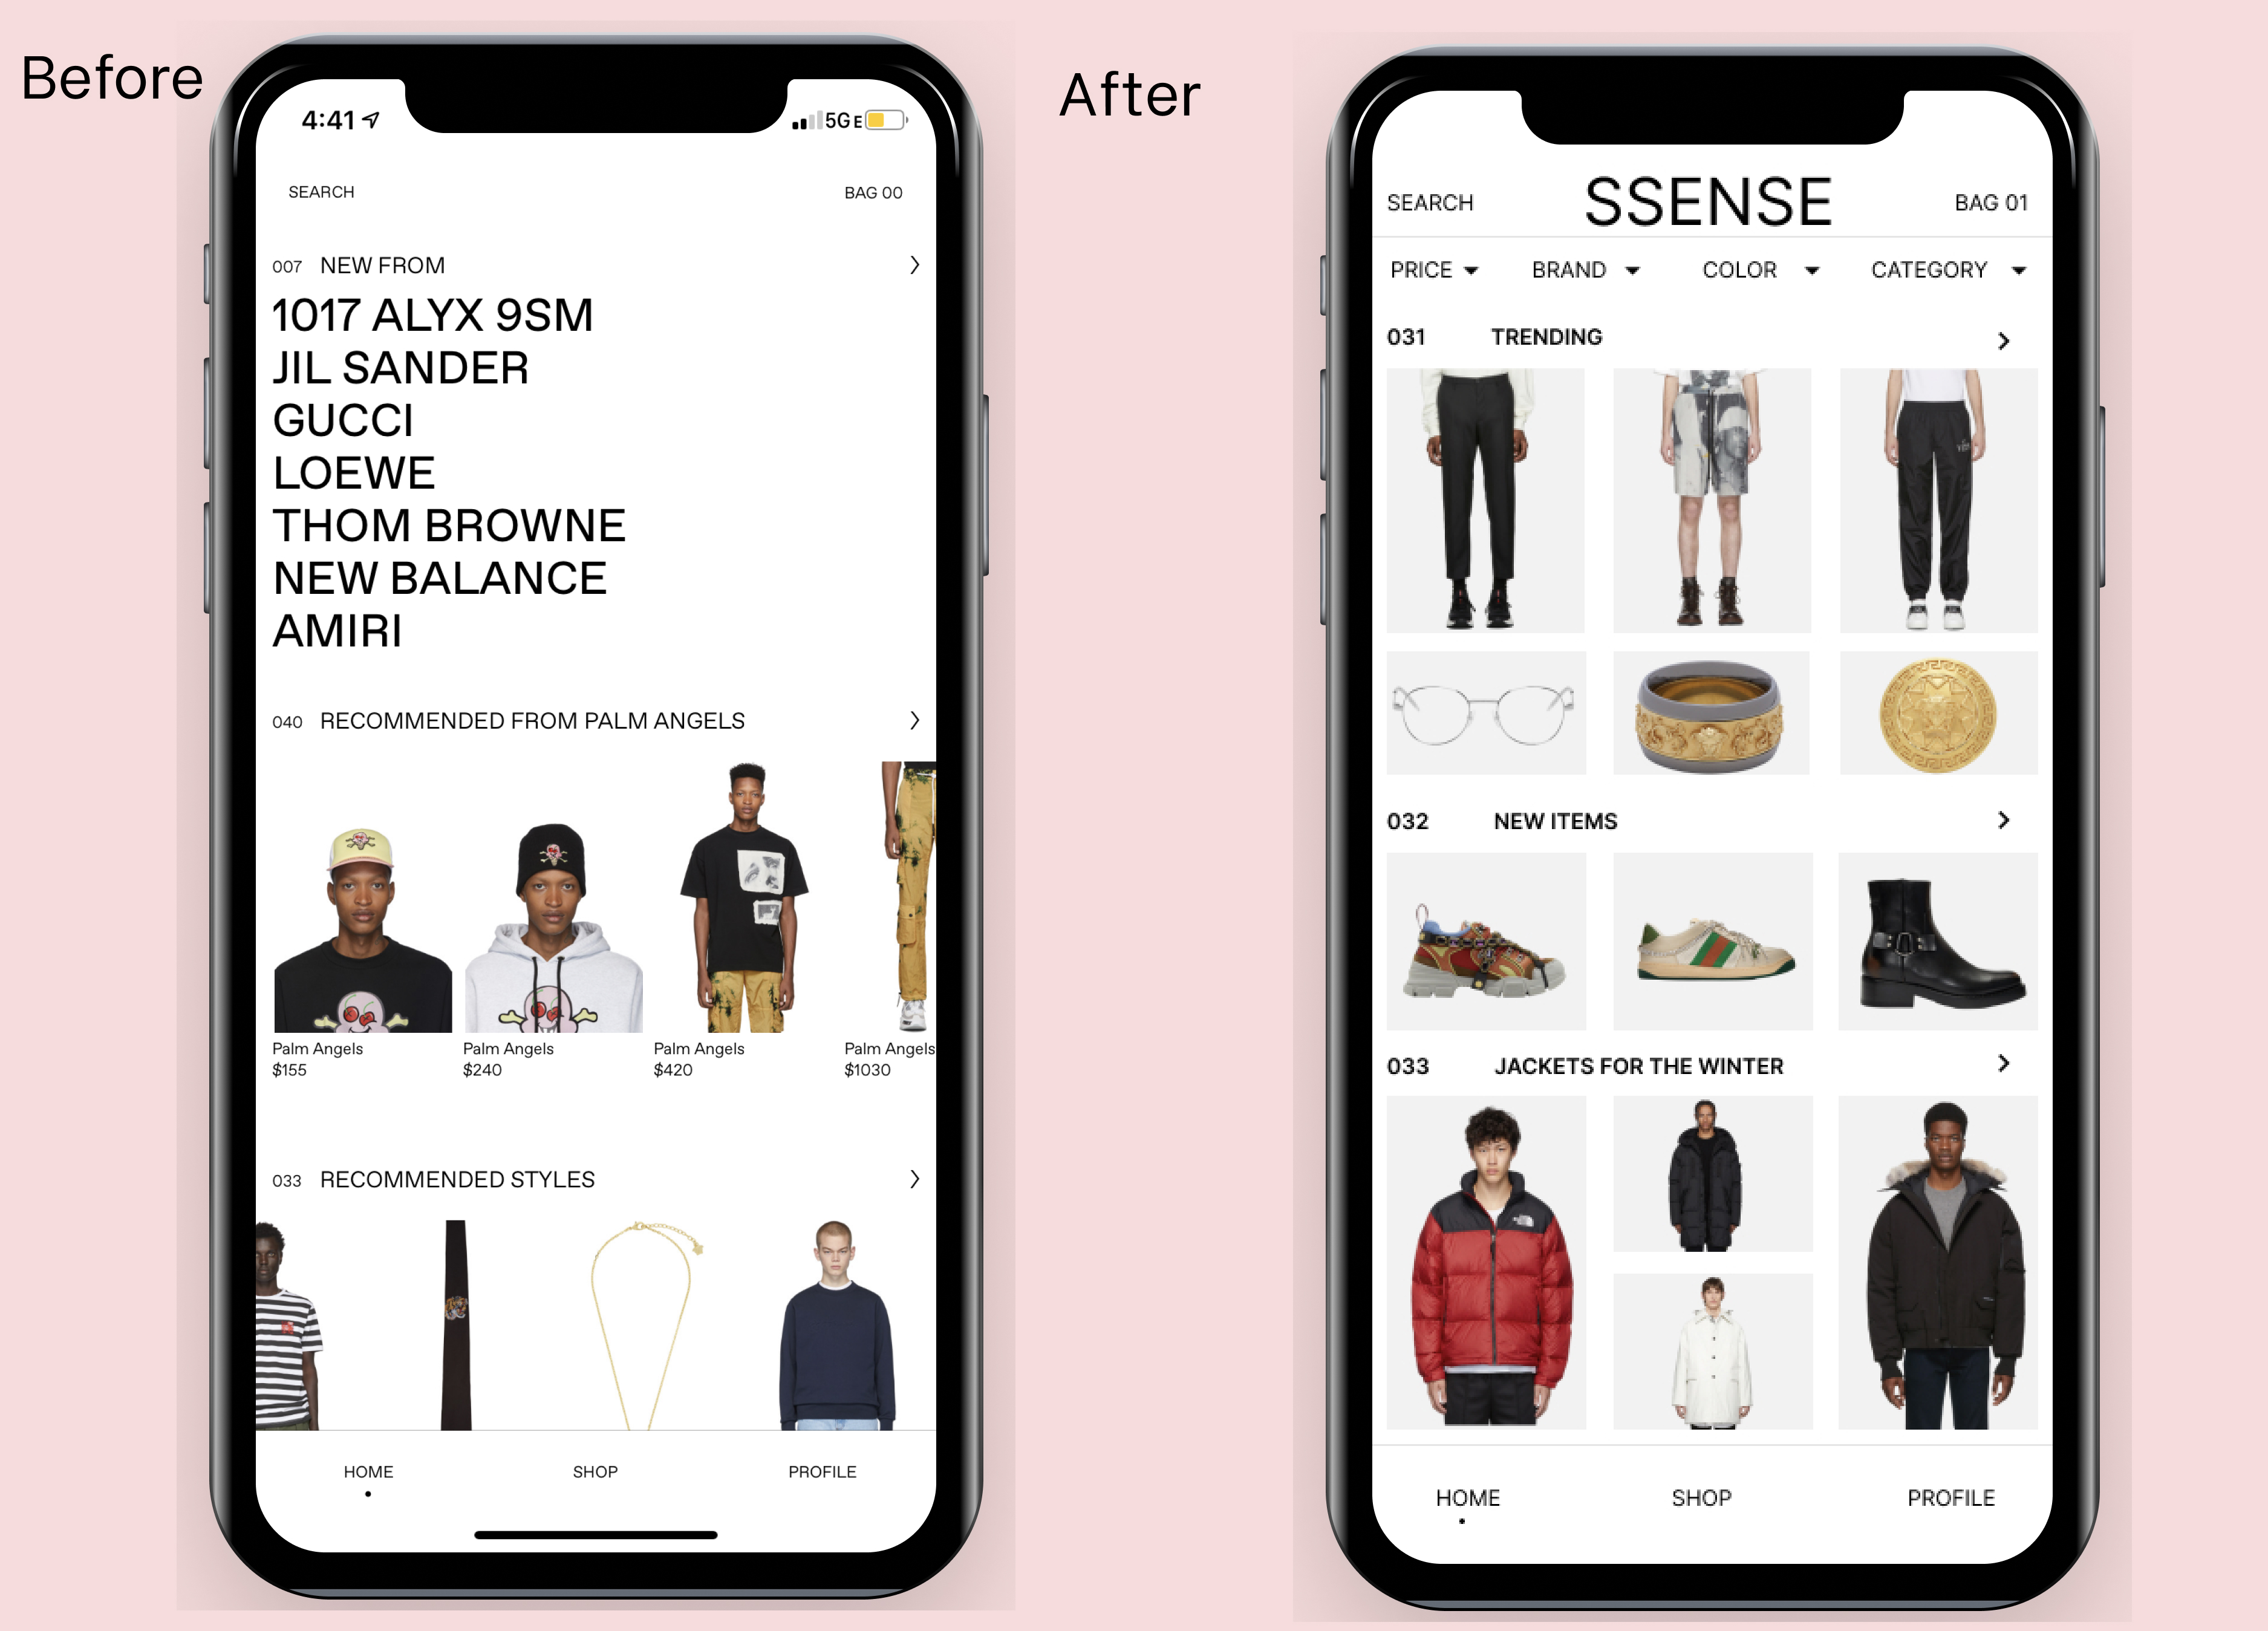 Before
4:41
5GE
SEARCH
BAG 00
007 NEW FROM
1017 ALYX 9SM
JIL SANDER
GUCCI
LOEWE
THOM BROWNE
NEW BALANCE
AMIRI
040 RECOMMENDED FROM PALM ANGELS
Palm Angels
$155
Palm Angels
$240
Palm Angels
$420
Palm Angels
$1030
033 RECOMMENDED STYLES
HOME
SHOP
PROFILE
After
SEARCH
SSENSE
BAG 01
PRICE
BRAND
COLOR
CATEGORY
031 TRENDING
032 NEW ITEMS
033 JACKETS FOR THE WINTER
HOME
SHOP
PROFILE